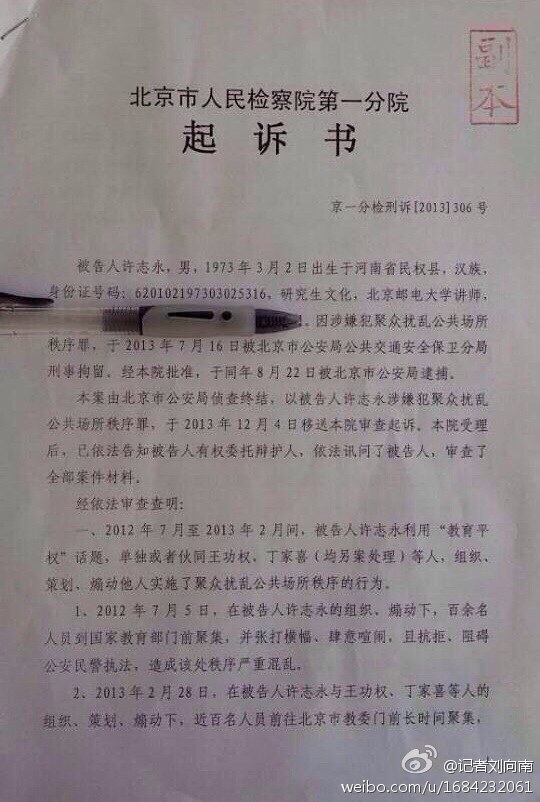 副本
北京市人民检察院第一分院
起诉书
京一分检刑诉[2013]306号
被告人许志永，男，1973年3月2日出生于河南省民权县，汉族，
身份证号码：620102197303025316，研究生文化，北京邮电大学讲师，
。因涉嫌犯聚众扰乱公共场所
秩序罪，于2013年7月16日被北京市公安局公共交通安全保卫分局
刑事拘留。经本院批准，于同年8月22日被北京市公安局逮捕。
本案由北京市公安局侦查终结，以被告人许志永涉嫌犯聚众扰乱
公共场所秩序罪，于2013年12月4日移送本院审查起诉。本院受理
后，已依法告知被告人有权委托辩护人，依法讯问了被告人，审查了
全部案件材料。
经依法审查查明：
一、2012年7月至2013年2月间，被告人许志永利用“教育平
权”话题，单独或者伙同王功权、丁家喜（均另案处理）等人，组织、
策划、煽动他人实施了聚众扰乱公共场所秩序的行为。
1、2012年7月5日，在被告人许志永的组织、煽动下，百余名
人员到国家教育部门前聚集，并张打横幅、肆意喧闹，且抗拒、阻碍
公安民警执法，造成该处秩序严重混乱。
2、2013年2月28日，在被告人许志永与王功权、丁家喜等人的
组织、策划、煽动下，近百名人员前往北京市教委门前长时间聚集，
@记者刘向南
weibo.com/u/1684232061